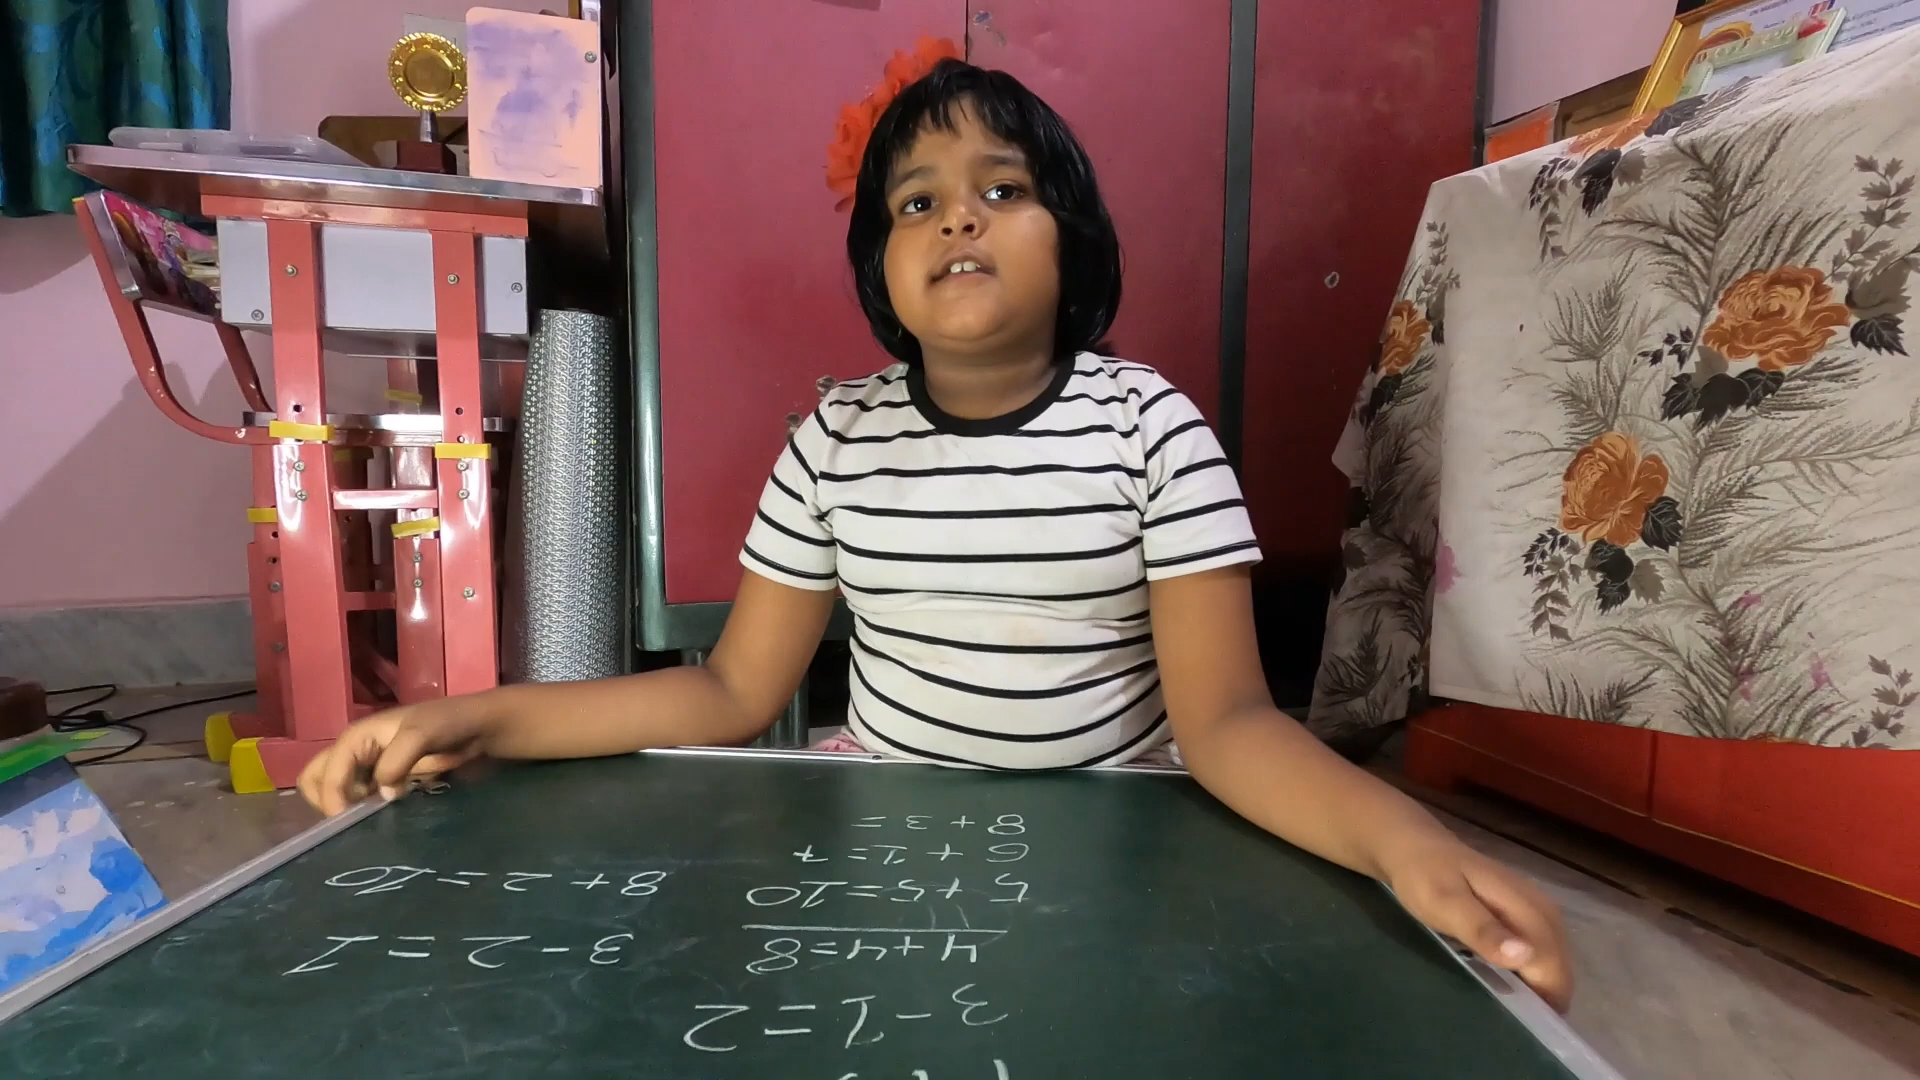 8 + 3 =
6 + 1 = 7
5 + 5 = 10
4 + 4 = 8
3 - 1 = 2
8 + 2 = 10
3 - 2 = 1